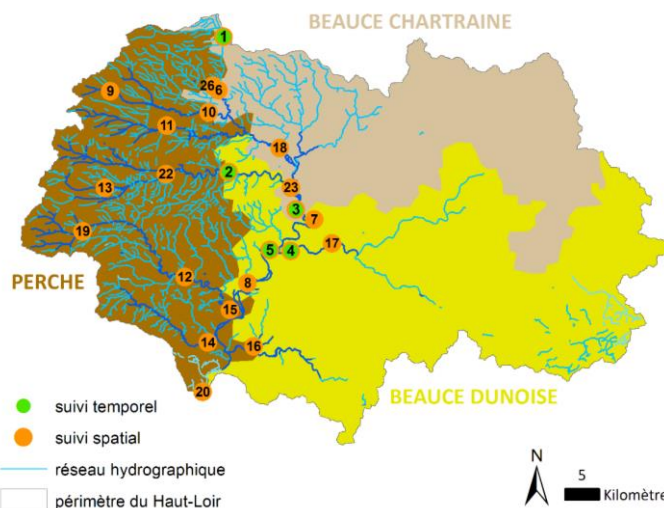 BEAUCE CHARTRAINE
1
26 6
9
10
11
18
2
22
23
13
3
7
19
5 4 17
12
8
PERCHE
15
14
16
20
BEAUCE DUNOISE
suivi temporel
suivi spatial
réseau hydrographique
périmètre du Haut-Loir
N
5
Kilomètre